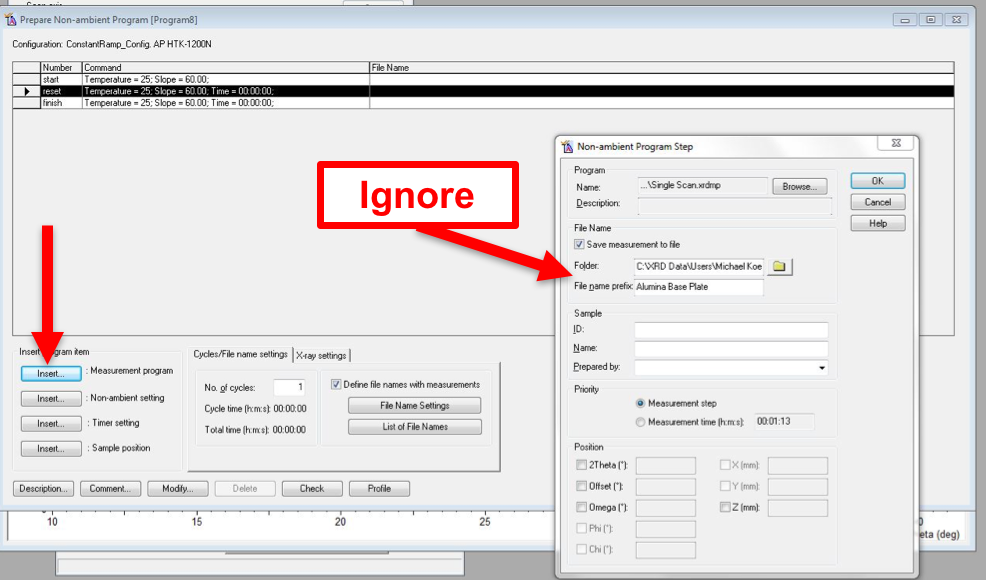 Prepare Non-ambient Program [Program8]
Configuration: ConstantRamp_Config. AP HTK-1200N
Number Command File Name
start Temperature = 25; Slope = 60.00;
reset Temperature = 25; Slope = 60.00; Time = 00:00:00;
finish Temperature = 25; Slope = 60.00; Time = 00:00:00;
Ignore
Insert program item
Insert... : Measurement program
Insert... : Non-ambient setting
Insert... : Timer setting
Insert... : Sample position
Cycles/File name settings X-ray settings
No. of cycles: 1
Cycle time (h:m:s): 00:00:00
Total time (h:m:s): 00:00:00
Define file names with measurements
File Name Settings
List of File Names
Description... Comment... Modify... Delete Check Profile
10 15 20 25
0
eta (deg)
Non-ambient Program Step
Program
Name: ...\Single Scan.xrdmp Browse...
Description:
OK
Cancel
Help
File Name
Save measurement to file
Folder: C:\XRD Data\Users\Michael Koe
File name prefix: Alumina Base Plate
Sample
ID:
Name:
Prepared by:
Priority
Measurement step
Measurement time (h:m:s): 00:01:13
Position
2Theta (°): X (mm):
Offset (°): Y (mm):
Omega (°): Z (mm):
Phi (°):
Chi (°):